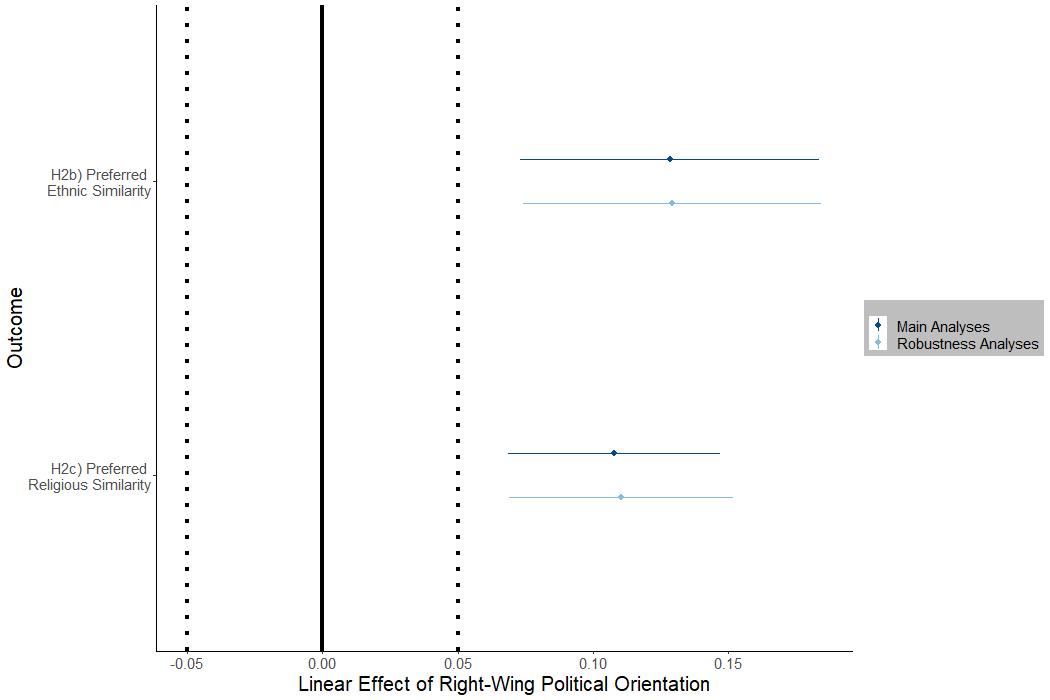 H2b) Preferred
Ethnic Similarity
H2c) Preferred
Religious Similarity
Outcome
-0.05
0.00
0.05
0.10
0.15
Linear Effect of Right-Wing Political Orientation
Main Analyses
Robustness Analyses